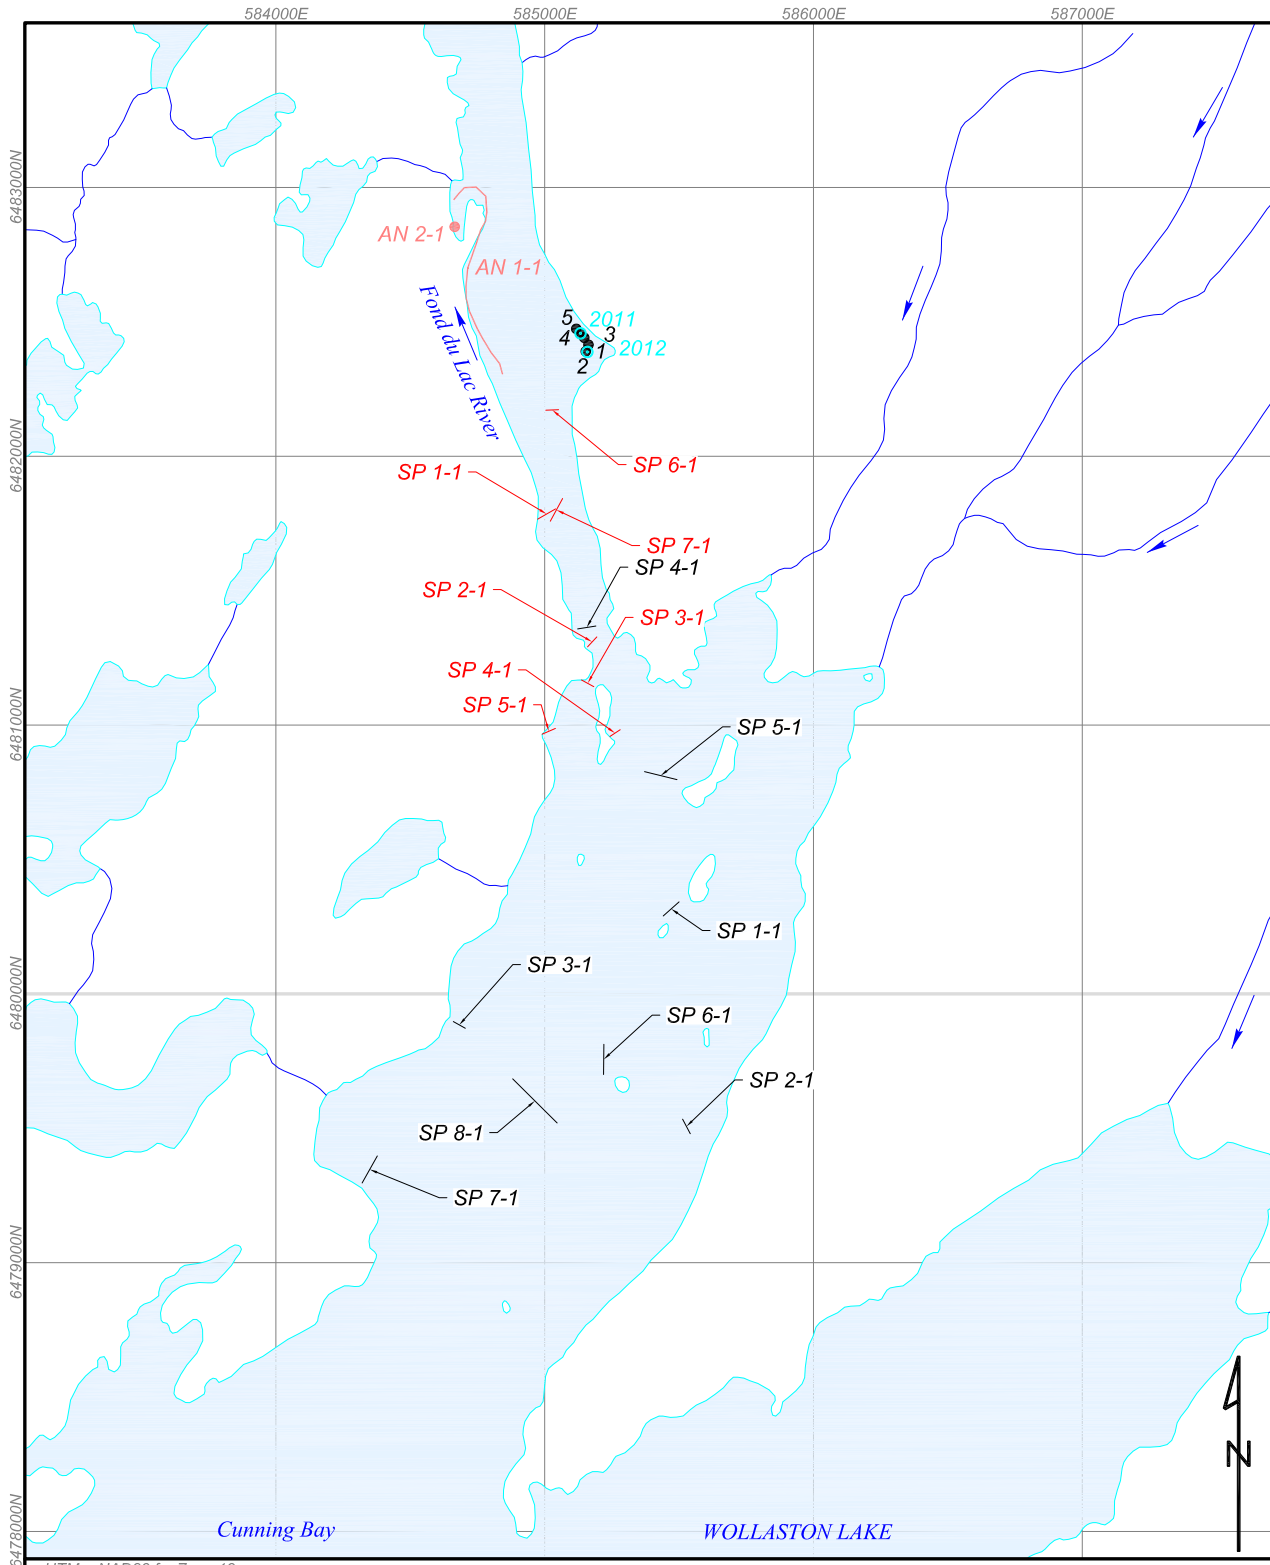 584000E 585000E 586000E 587000E
6483000N
AN 2-1
AN 1-1
Fond du Lac River
5 2011
4 3
1 2012
2
6482000N
SP 1-1
SP 6-1
SP 7-1
SP 4-1
SP 2-1
SP 3-1
SP 4-1
SP 5-1
6481000N
SP 5-1
SP 1-1
SP 3-1
6480000N
SP 6-1
SP 2-1
SP 8-1
SP 7-1
6479000N
N
6478000N
Cunning Bay
WOLLASTON LAKE